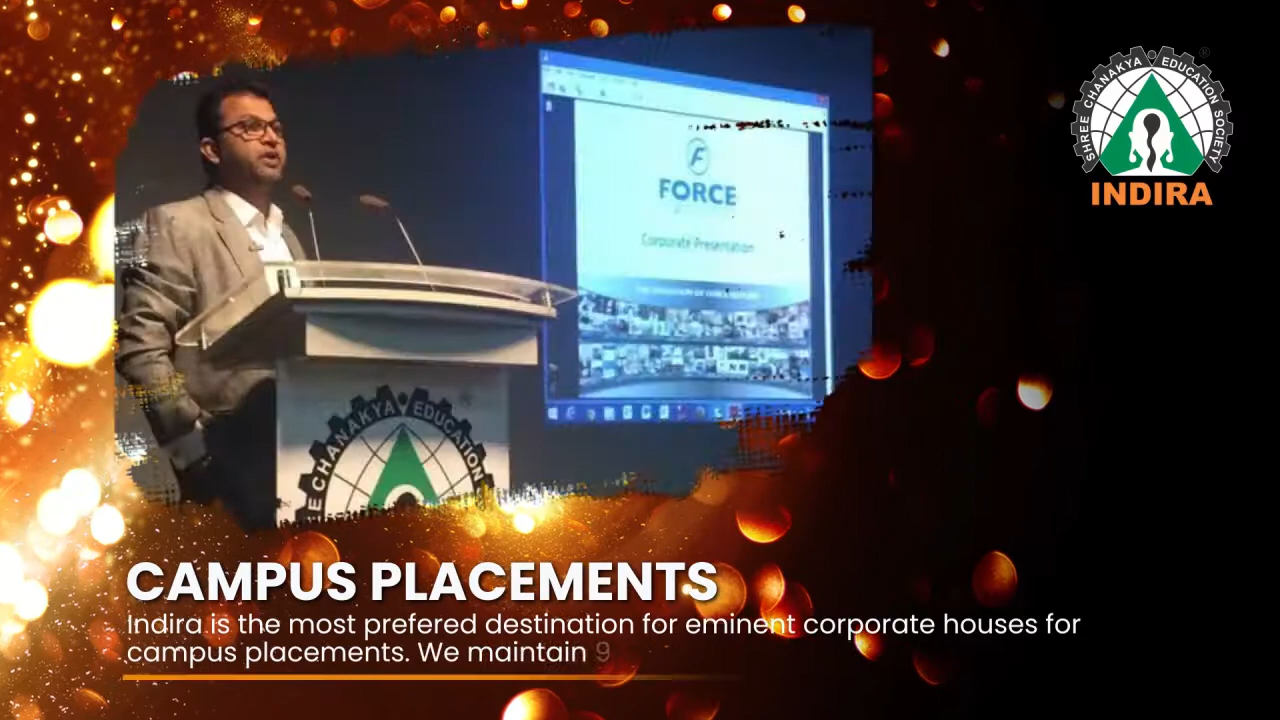 SHREE CHANAKYA EDUCATION SOCIETY
®
INDIRA
F
FORCE
Corporate Presentation
E CHANAKYA EDUCATION
CAMPUS PLACEMENTS
Indira is the most prefered destination for eminent corporate houses for
campus placements. We maintain 9